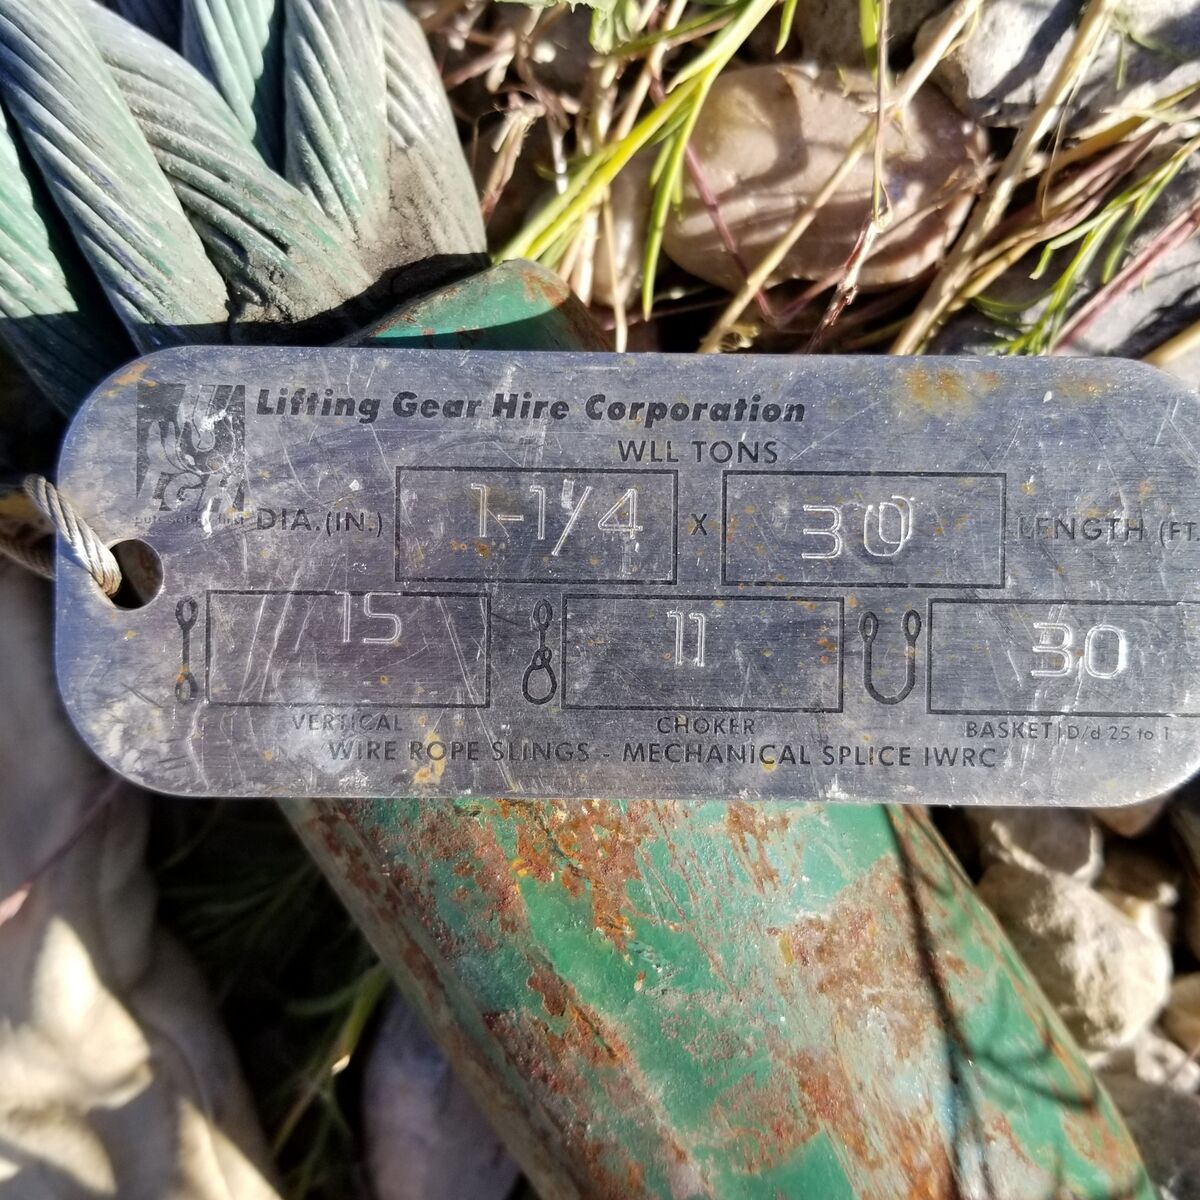 Lifting Gear Hire Corporation
WLL TONS
DIA.(IN.) 1-1/4 X 30 LENGTH (FT
15 11 30
VERTICAL CHOKER BASKET D/d 25 to 1
WIRE ROPE SLINGS - MECHANICAL SPLICE IWRC